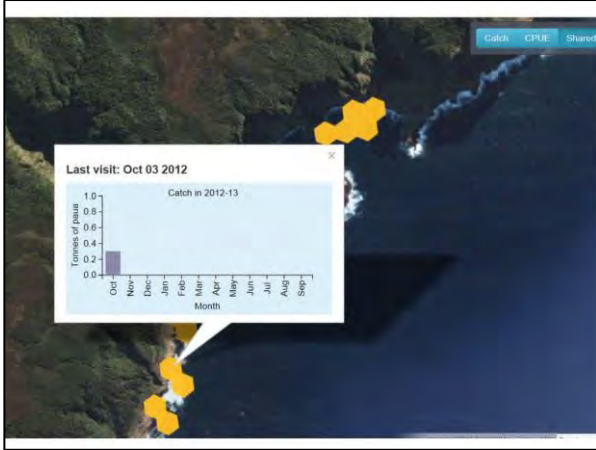 Catch CPUE Shared
×
Last visit: Oct 03 2012
Catch in 2012-13
Tonnes of paua
1.0
0.8
0.6
0.4
0.2
0.0
Oct Nov Dec Jan Feb Mar Apr May Jun Jul Aug Sep
Month